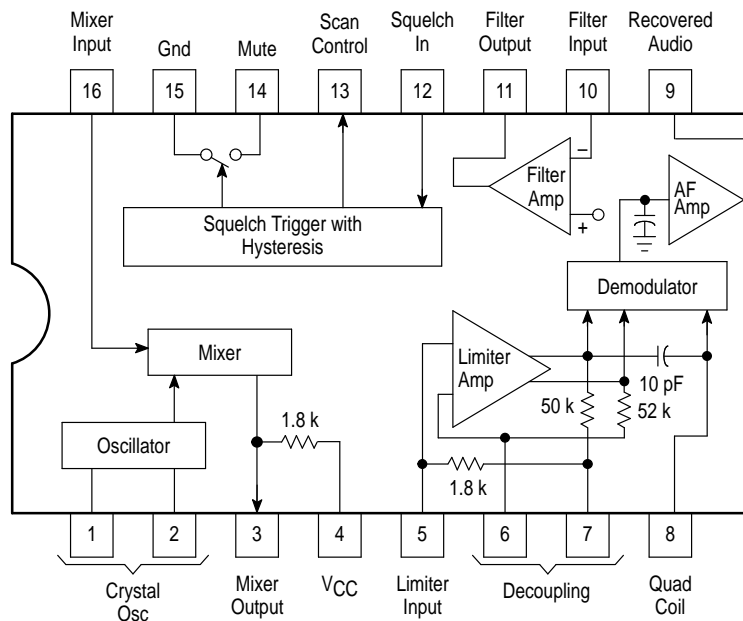 Mixer Input
Gnd
Mute
Scan Control
Squelch In
Filter Output
Filter Input
Recovered Audio
16
15
14
13
12
11
10
9
Squelch Trigger with
Hysteresis
Filter
Amp
–
+
AF
Amp
Demodulator
Mixer
Limiter
Amp
10 pF
50 k
52 k
1.8 k
Oscillator
1.8 k
1
2
3
4
5
6
7
8
Crystal
Osc
Mixer
Output
VCC
Limiter
Input
Decoupling
Quad
Coil